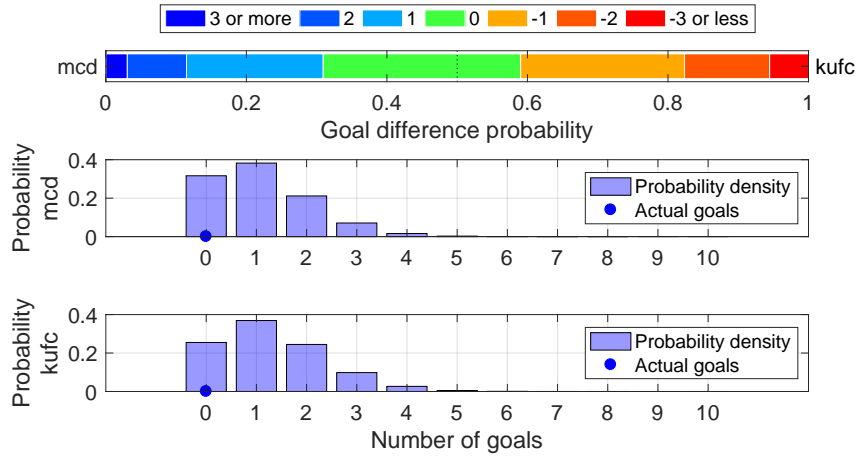 3 or more 2 1 0 -1 -2 -3 or less
mcd kufc
0 0.2 0.4 0.6 0.8 1
Goal difference probability
Probability
mcd
0.4
0.2
0
Probability density
Actual goals
0 1 2 3 4 5 6 7 8 9 10
Probability
kufc
0.4
0.2
0
Probability density
Actual goals
0 1 2 3 4 5 6 7 8 9 10
Number of goals